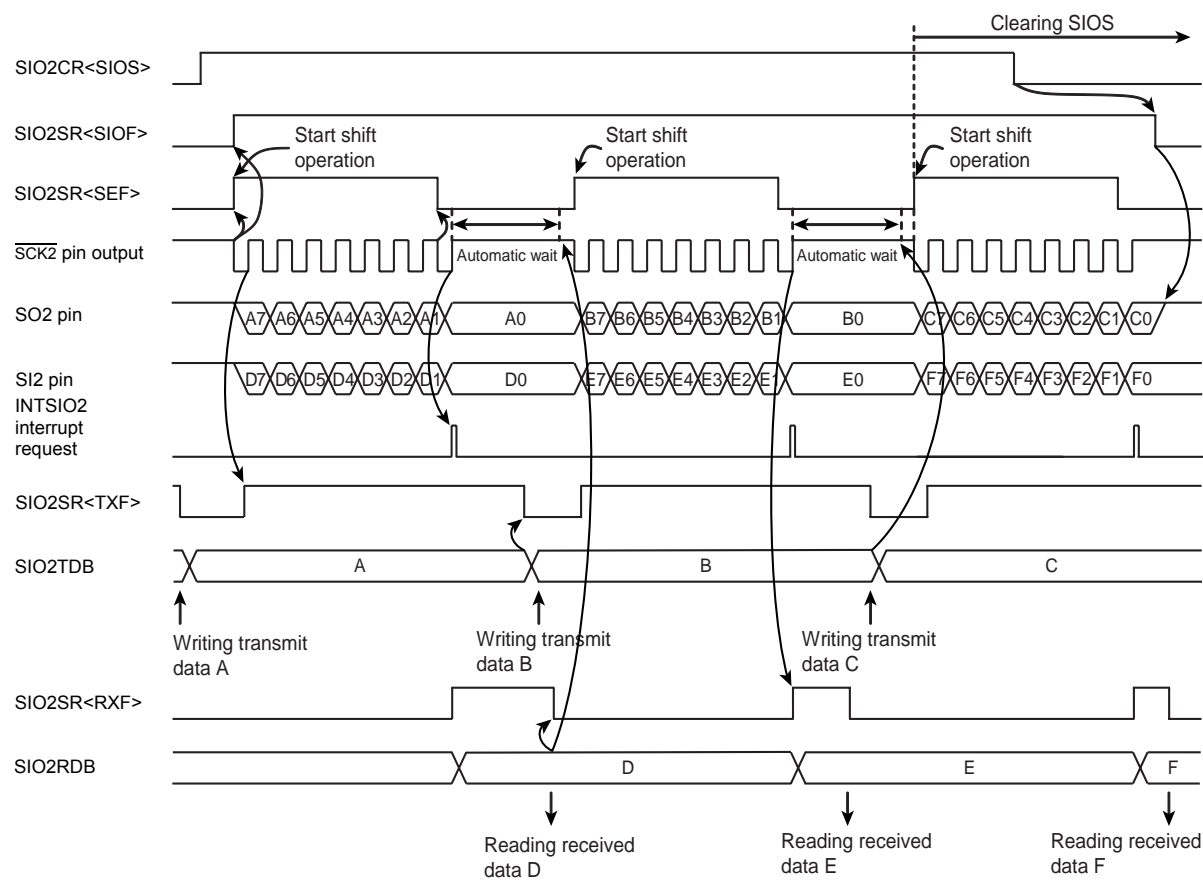 Clearing SIOS
SIO2CR<SIOS>
SIO2SR<SIOF>
Start shift
operation
Start shift
operation
Start shift
operation
SIO2SR<SEF>
SCK2 pin output
Automatic wait
Automatic wait
SO2 pin
A7 A6 A5 A4 A3 A2 A1 A0 B7 B6 B5 B4 B3 B2 B1 B0 C7 C6 C5 C4 C3 C2 C1 C0
SI2 pin
D7 D6 D5 D4 D3 D2 D1 D0 E7 E6 E5 E4 E3 E2 E1 E0 F7 F6 F5 F4 F3 F2 F1 F0
INTSIO2
interrupt
request
SIO2SR<TXF>
SIO2TDB
A B C
Writing transmit
data A
Writing transmit
data B
Writing transmit
data C
SIO2SR<RXF>
SIO2RDB
D E F
Reading received
data D
Reading received
data E
Reading received
data F